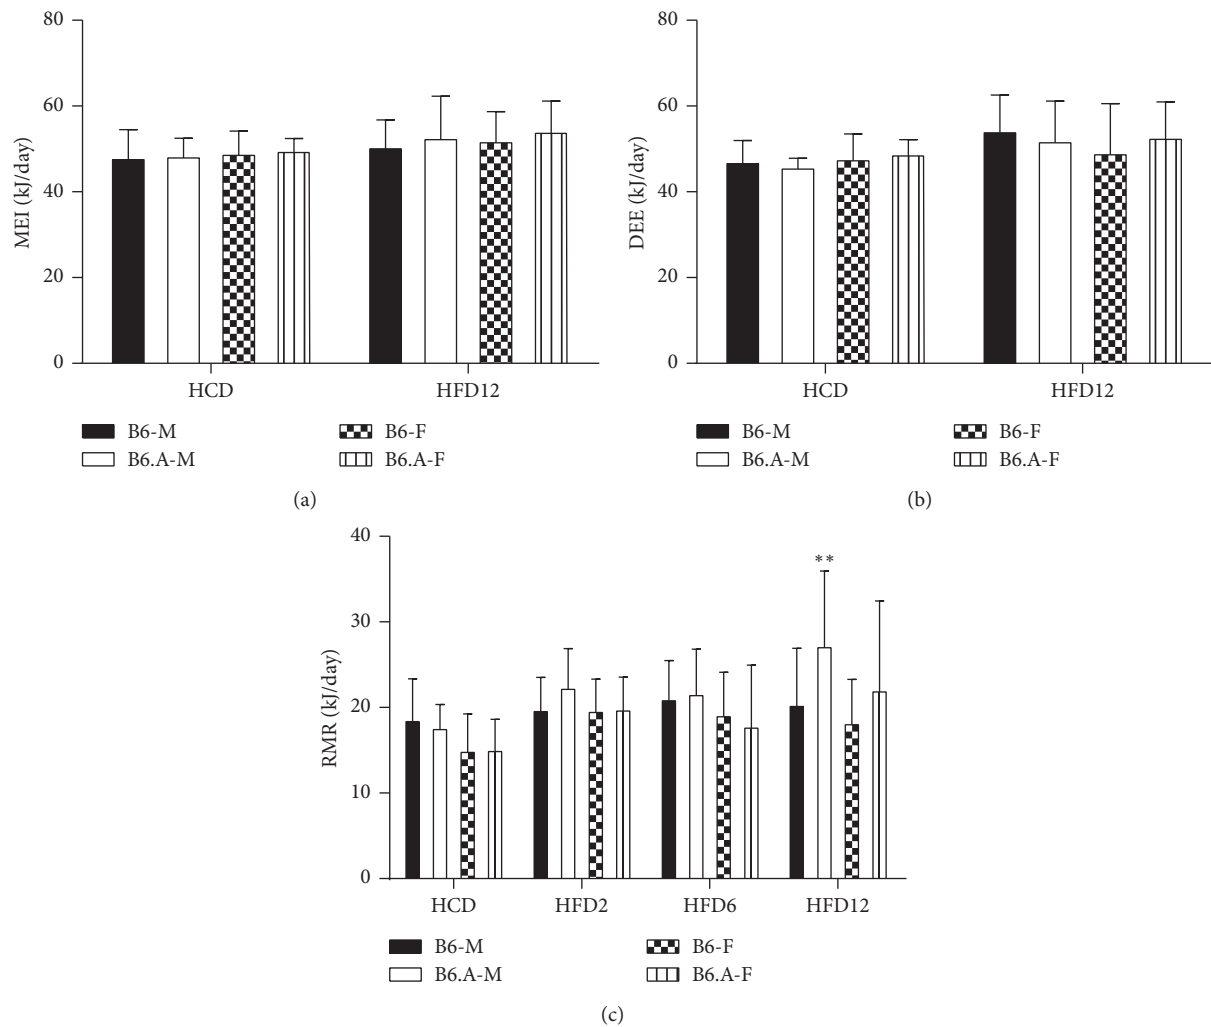 80
60
40
20
0
MEI (kJ/day)
HCD
HFD12
B6-M
B6-F
B6.A-M
B6.A-F
(a)
80
60
40
20
0
DEE (kJ/day)
HCD
HFD12
B6-M
B6-F
B6.A-M
B6.A-F
(b)
40
30
20
10
0
RMR (kJ/day)
**
HCD
HFD2
HFD6
HFD12
B6-M
B6-F
B6.A-M
B6.A-F
(c)